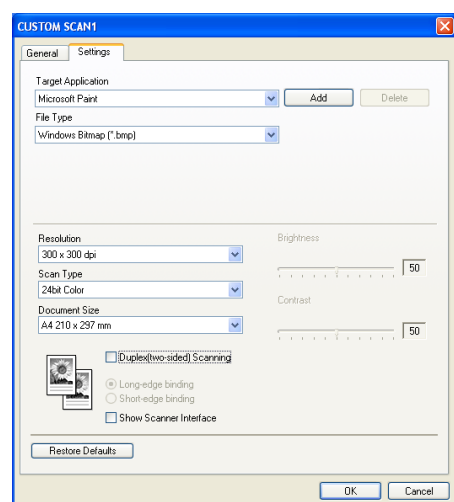 CUSTOM SCAN1
General Settings
Target Application
Microsoft Paint Add Delete
File Type
Windows Bitmap (*.bmp)
Resolution Brightness
300 x 300 dpi 50
Scan Type
24bit Color Contrast
Document Size
A4 210 x 297 mm 50
Duplex(two-sided) Scanning
Long-edge binding
Short-edge binding
Show Scanner Interface
Restore Defaults
OK Cancel